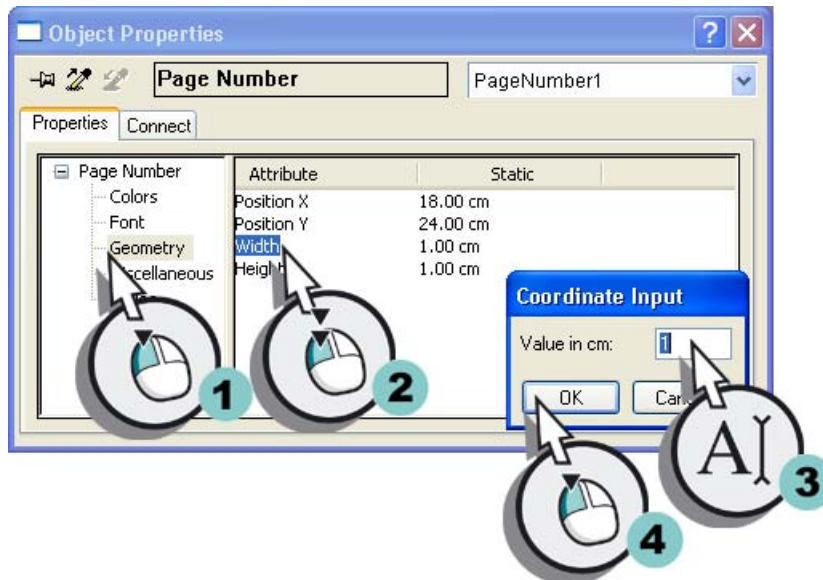 Object Properties
Page Number
PageNumber1
Properties Connect
Page Number
Colors
Font
Geometry
Attribute Static
Position X 18.00 cm
Position Y 24.00 cm
Width 1.00 cm
1.00 cm
Coordinate Input
Value in cm: 1
OK
1
2
A
3
4